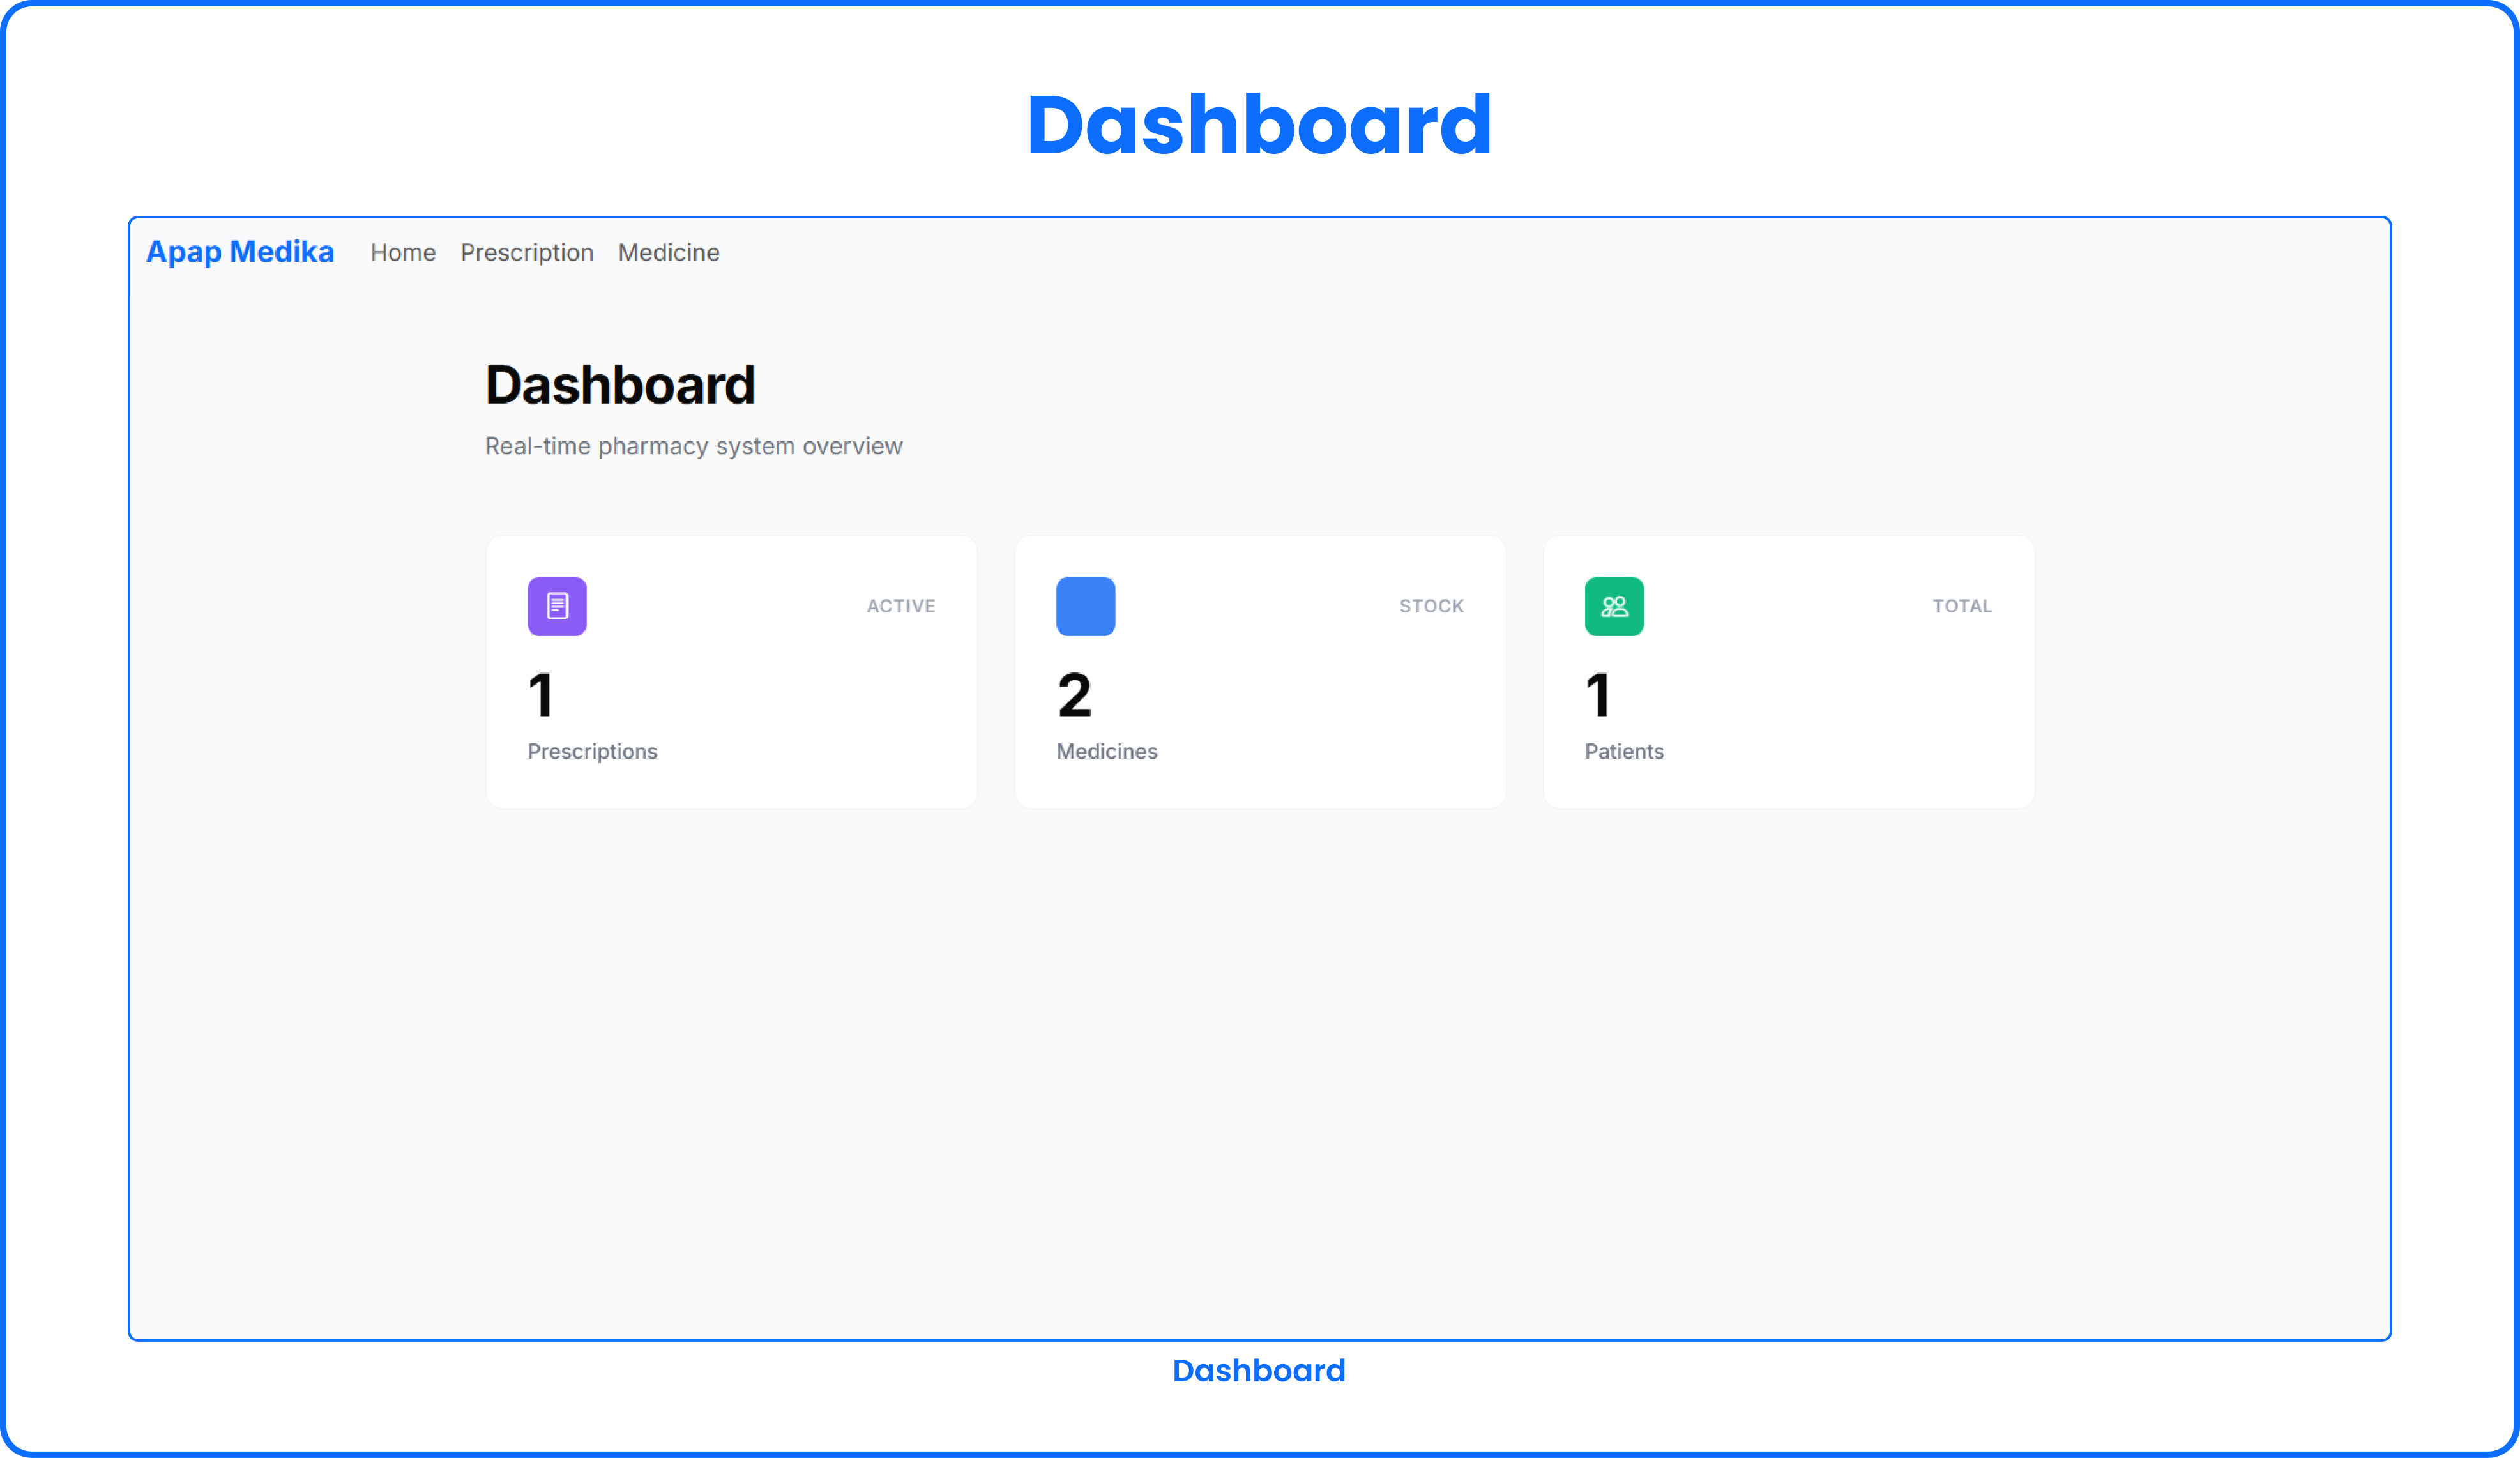 Dashboard
Apap Medika Home Prescription Medicine
Dashboard
Real-time pharmacy system overview
ACTIVE
1
Prescriptions
STOCK
2
Medicines
TOTAL
1
Patients
Dashboard